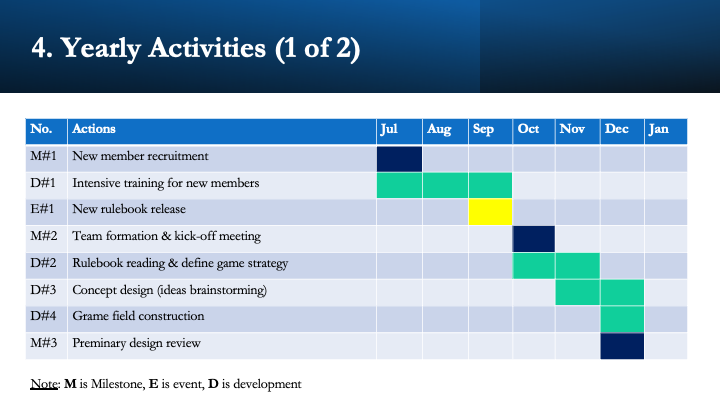 4. Yearly Activities (1 of 2)
No. Actions Jul Aug Sep Oct Nov Dec Jan
M#1 New member recruitment
D#1 Intensive training for new members
E#1 New rulebook release
M#2 Team formation & kick-off meeting
D#2 Rulebook reading & define game strategy
D#3 Concept design (ideas brainstorming)
D#4 Grame field construction
M#3 Preminary design review
Note: M is Milestone, E is event, D is development